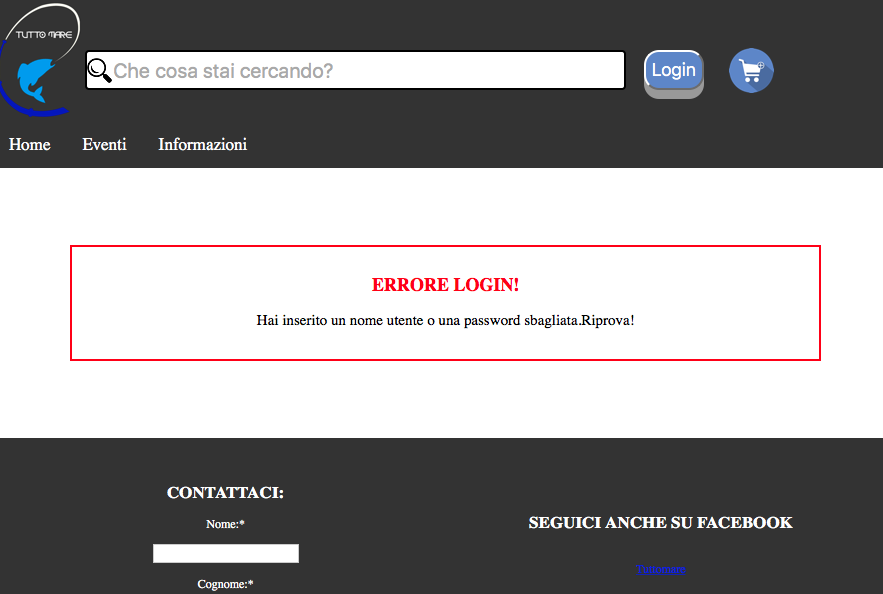 TUTTO MARE
Che cosa stai cercando?
Login
Home Eventi Informazioni
ERRORE LOGIN!
Hai inserito un nome utente o una password sbagliata.Riprova!
CONTATTACI:
Nome:*
Cognome:*
SEGUICI ANCHE SU FACEBOOK